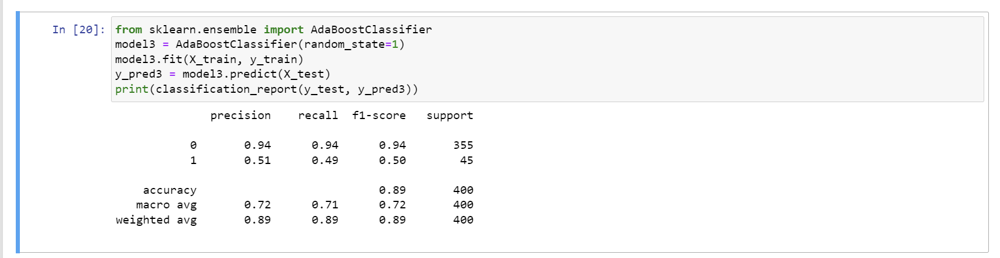 In [20]: from sklearn.ensemble import AdaBoostClassifier
model3 = AdaBoostClassifier(random_state=1)
model3.fit(X_train, y_train)
y_pred3 = model3.predict(X_test)
print(classification_report(y_test, y_pred3))
precision recall f1-score support
0 0.94 0.94 0.94 355
1 0.51 0.49 0.50 45
accuracy 0.89 400
macro avg 0.72 0.71 0.72 400
weighted avg 0.89 0.89 0.89 400